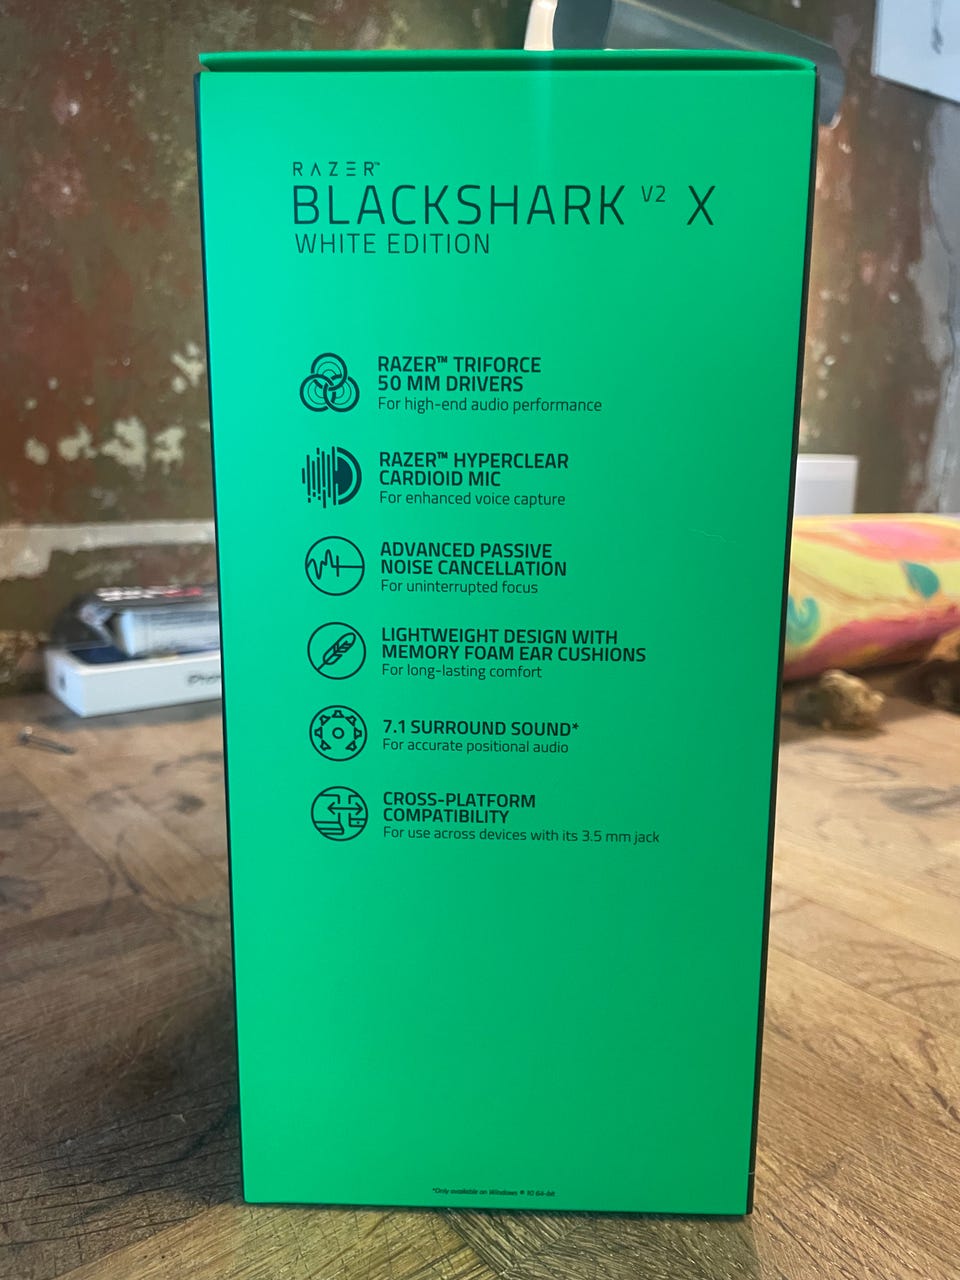 RAZER™
BLACKSHARK V2 X
WHITE EDITION
RAZER™ TRIFORCE
50 MM DRIVERS
For high-end audio performance
RAZER™ HYPERCLEAR
CARDIOID MIC
For enhanced voice capture
ADVANCED PASSIVE
NOISE CANCELLATION
For uninterrupted focus
LIGHTWEIGHT DESIGN WITH
MEMORY FOAM EAR CUSHIONS
For long-lasting comfort
7.1 SURROUND SOUND*
For accurate positional audio
CROSS-PLATFORM
COMPATIBILITY
For use across devices with its 3.5 mm jack
*Only available on Windows® 10 64-bit
iPhon